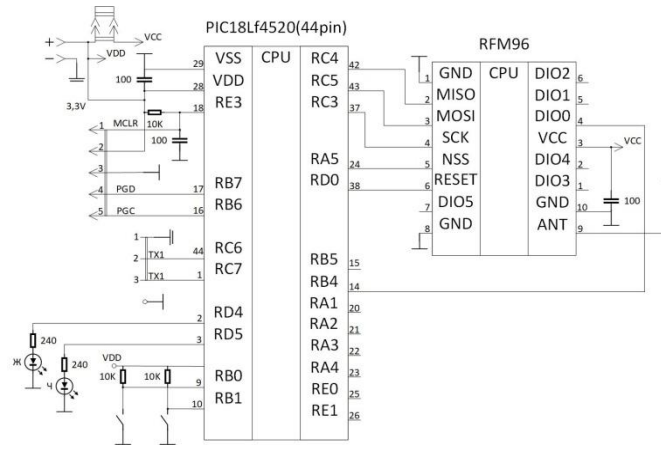 PIC18Lf4520(44pin)
RFM96
+
VCC
−
VDD
3,3V
100
29 VSS CPU RC4 42
28 VDD RC5 43
18 RE3 RC3 37
10K
100
1 MCLR
2
3
4 PGD 17 RB7
5 PGC 16 RB6
RA5 24
RD0 38
1
2 TX1 44 RC6
3 TX1 1 RC7
RB5 15
RB4 14
RA1 20
RA2 21
RA3 22
RA4 23
RE0 25
RE1 26
2 RD4
3 RD5
240
Ж
240
Ч
VDD
10K 10K
9 RB0
10 RB1
1 GND CPU DIO2 6
2 MISO DIO1 5
3 MOSI DIO0 4
4 SCK VCC 3 VCC
5 NSS DIO4 2
6 RESET DIO3 1
7 DIO5 GND 10 100
8 GND ANT 9